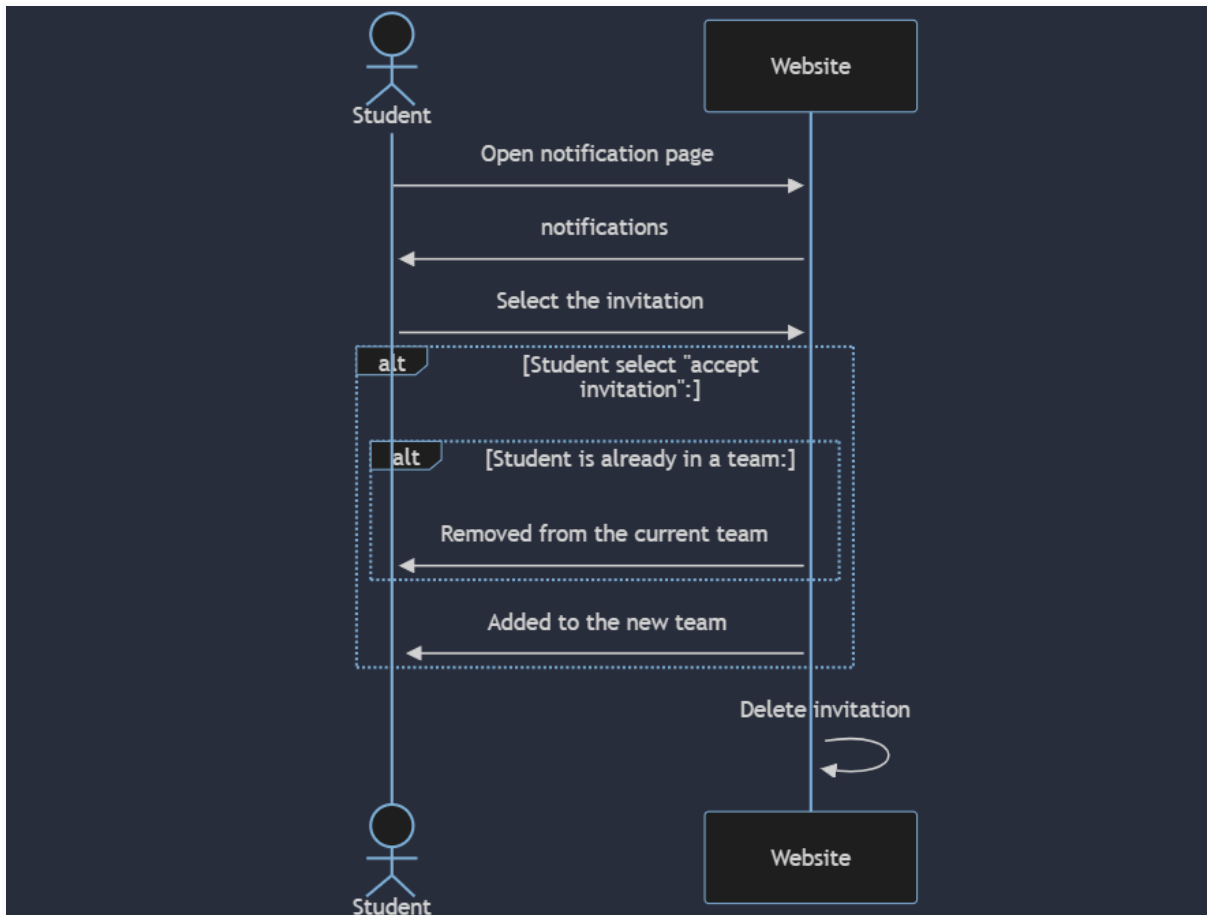 Student
Website
Open notification page
notifications
Select the invitation
alt
[Student select "accept
invitation":]
alt
[Student is already in a team:]
Removed from the current team
Added to the new team
Delete invitation
Student
Website